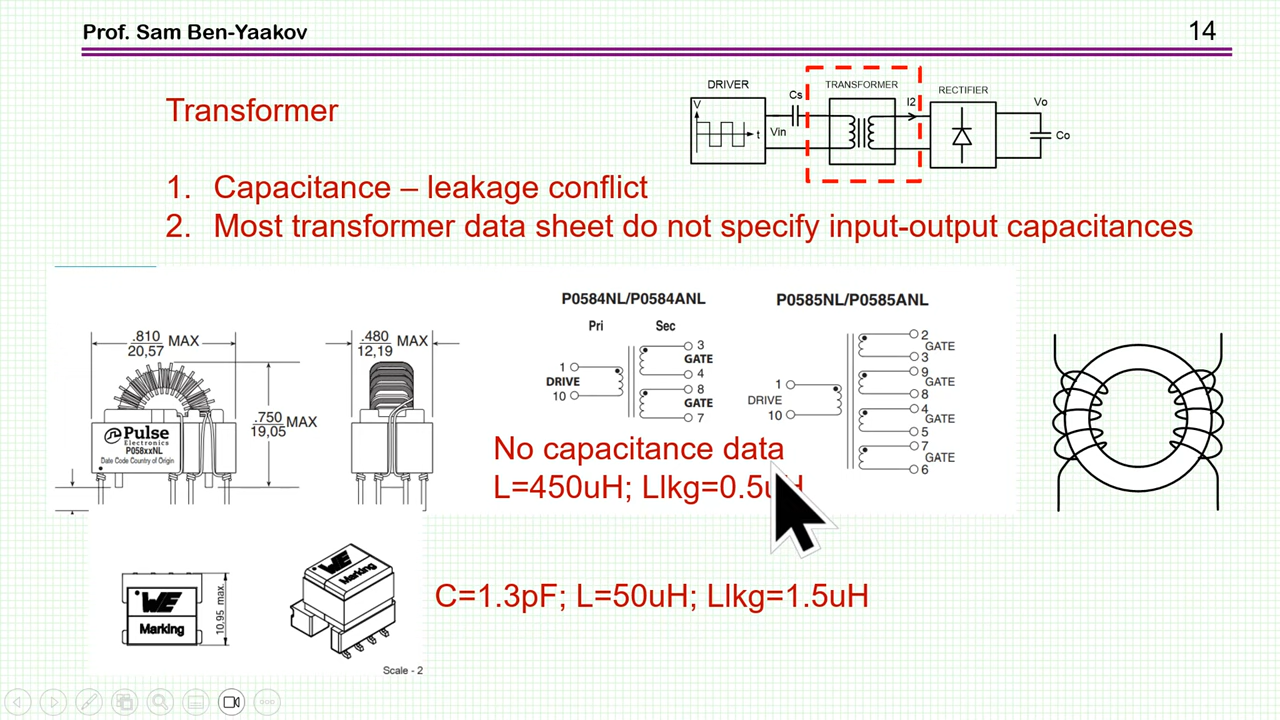 Prof. Sam Ben-Yaakov
14
Transformer
DRIVER
V
t
Cs
Vin
TRANSFORMER
I2
RECTIFIER
Vo
Co
1. Capacitance – leakage conflict
2. Most transformer data sheet do not specify input-output capacitances
.810
20,57
MAX
.480
12,19
MAX
.750
19,05
MAX
Pulse
Electronics
P058xxNL
Date Code Country of Origin
P0584NL/P0584ANL
Pri Sec
1
DRIVE
10
3
GATE
4
8
GATE
7
P0585NL/P0585ANL
1
DRIVE
10
2
GATE
3
9
GATE
8
4
GATE
5
7
GATE
6
No capacitance data
L=450uH; Llkg=0.5uH
WE
Marking
10,95 max.
WE
Marking
Scale - 2
C=1.3pF; L=50uH; Llkg=1.5uH